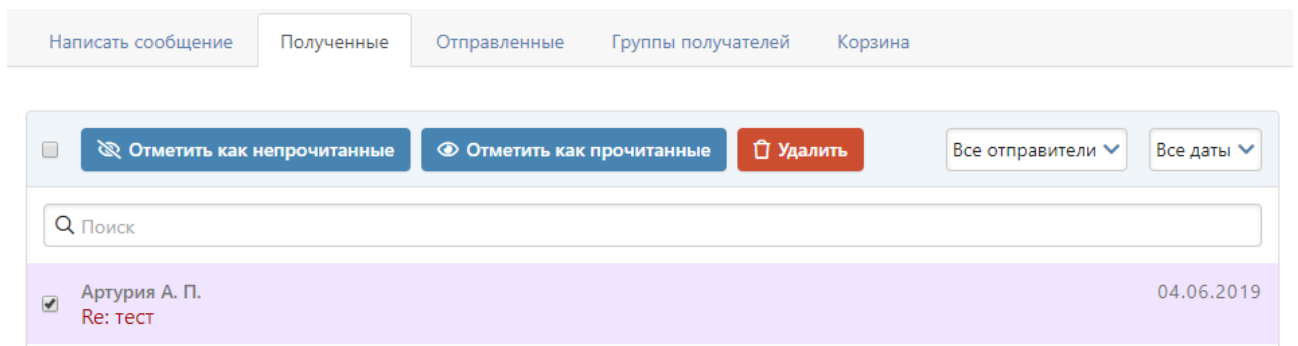 Написать сообщение Полученные Отправленные Группы получателей Корзина
Отметить как непрочитанные Отметить как прочитанные Удалить Все отправители Все даты
Поиск
Артурия А. П. 04.06.2019
Re: тест